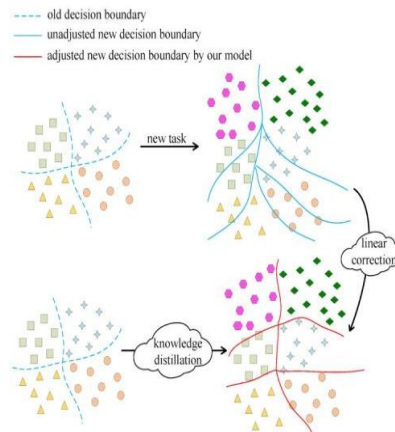 old decision boundary
unadjusted new decision boundary
adjusted new decision boundary by our model
new task
linear
correction
knowledge
distillation